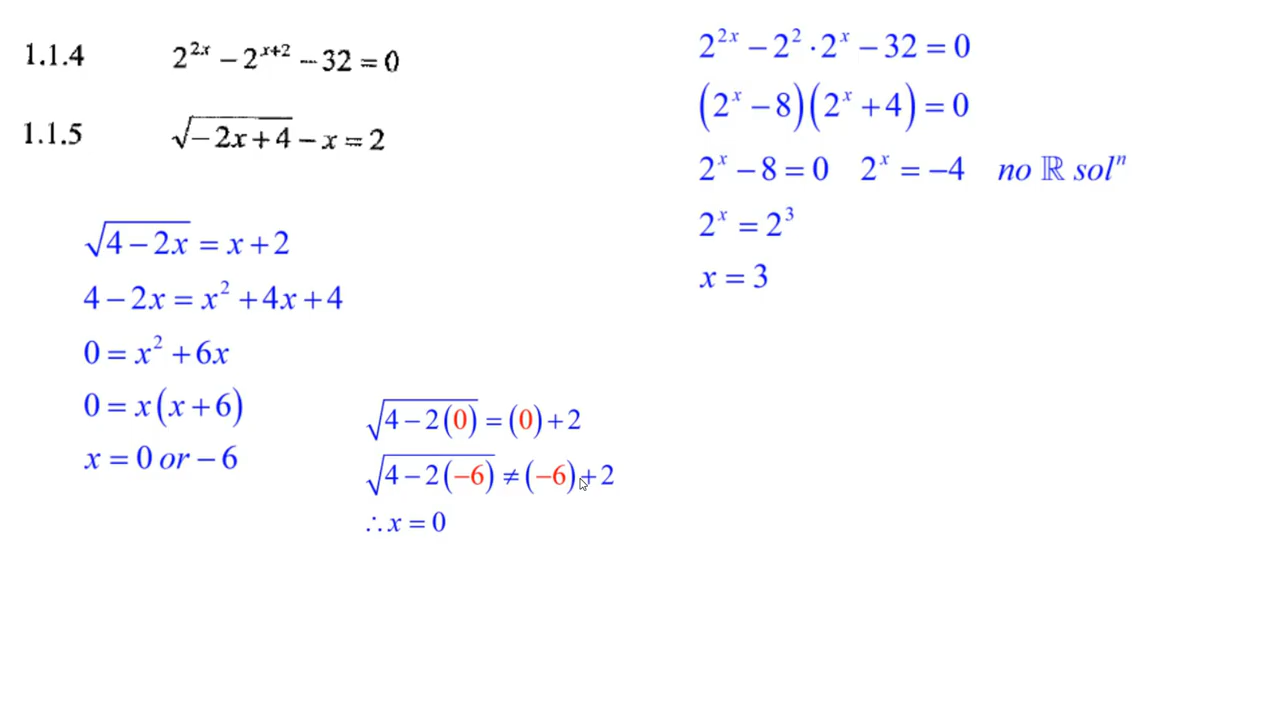 1.1.4 2^{2x} − 2^{x+2} − 32 = 0
1.1.5 √(−2x + 4) − x = 2
√(4 − 2x) = x + 2
4 − 2x = x² + 4x + 4
0 = x² + 6x
0 = x(x + 6)
x = 0 or − 6
√(4 − 2(0)) = (0) + 2
√(4 − 2(−6)) ≠ (−6) + 2
∴ x = 0
2^{2x} − 2² · 2^x − 32 = 0
(2^x − 8)(2^x + 4) = 0
2^x − 8 = 0 2^x = −4 no ℝ solⁿ
2^x = 2³
x = 3